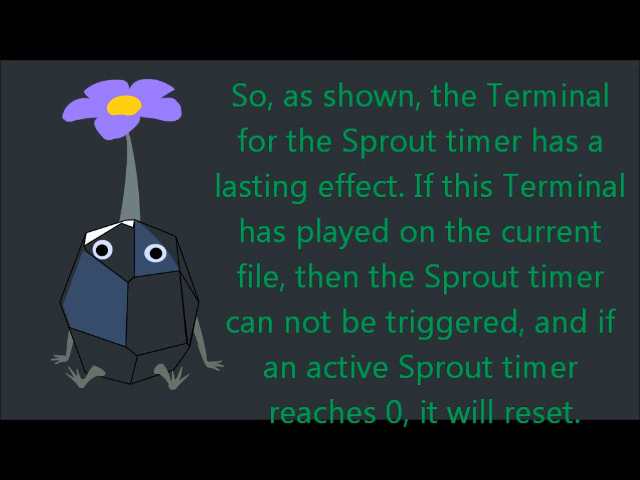 So, as shown, the Terminal
for the Sprout timer has a
lasting effect. If this Terminal
has played on the current
file, then the Sprout timer
can not be triggered, and if
an active Sprout timer
reaches 0, it will reset.